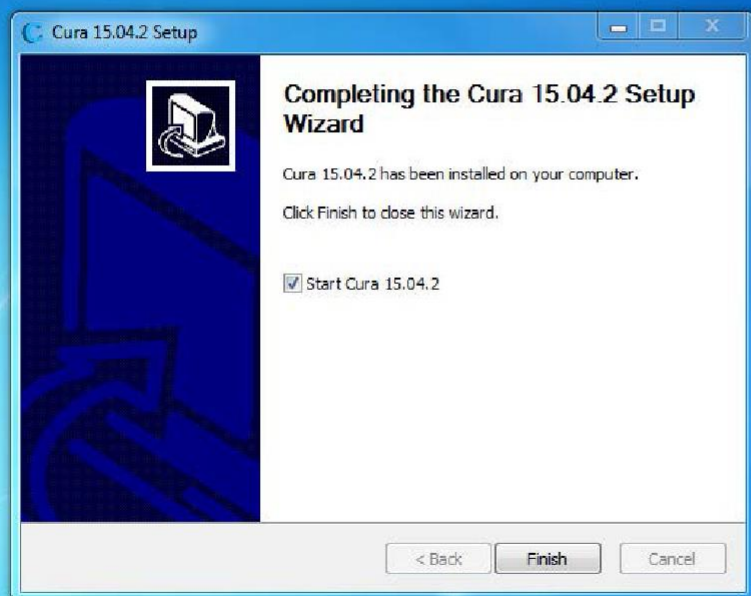 Cura 15.04.2 Setup
Completing the Cura 15.04.2 Setup
Wizard
Cura 15.04.2 has been installed on your computer.
Click Finish to close this wizard.
Start Cura 15.04.2
< Back Finish Cancel